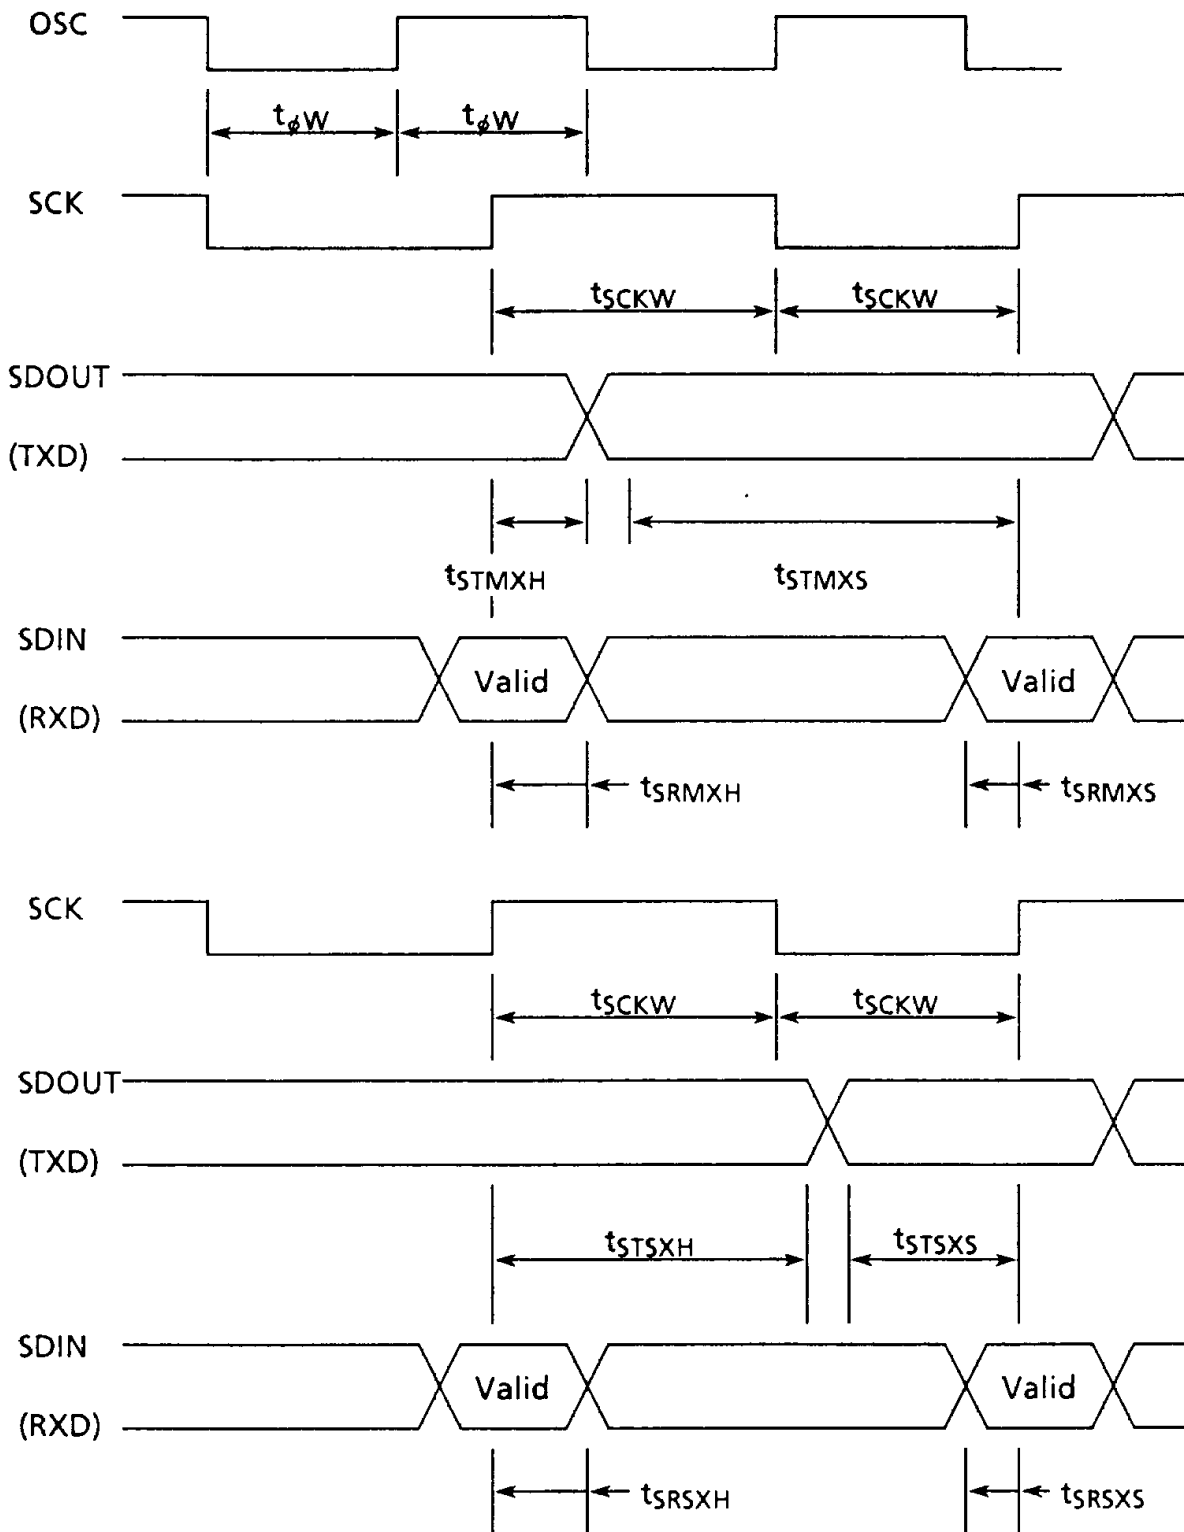 OSC
tφW tφW
SCK
tSCKW tSCKW
SDOUT
(TXD)
tSTMXH tSTMXS
SDIN
Valid Valid
(RXD)
tSRMXH tSRMXS
SCK
tSCKW tSCKW
SDOUT
(TXD)
tSTSXH tSTSXS
SDIN
Valid Valid
(RXD)
tSRSXH tSRSXS